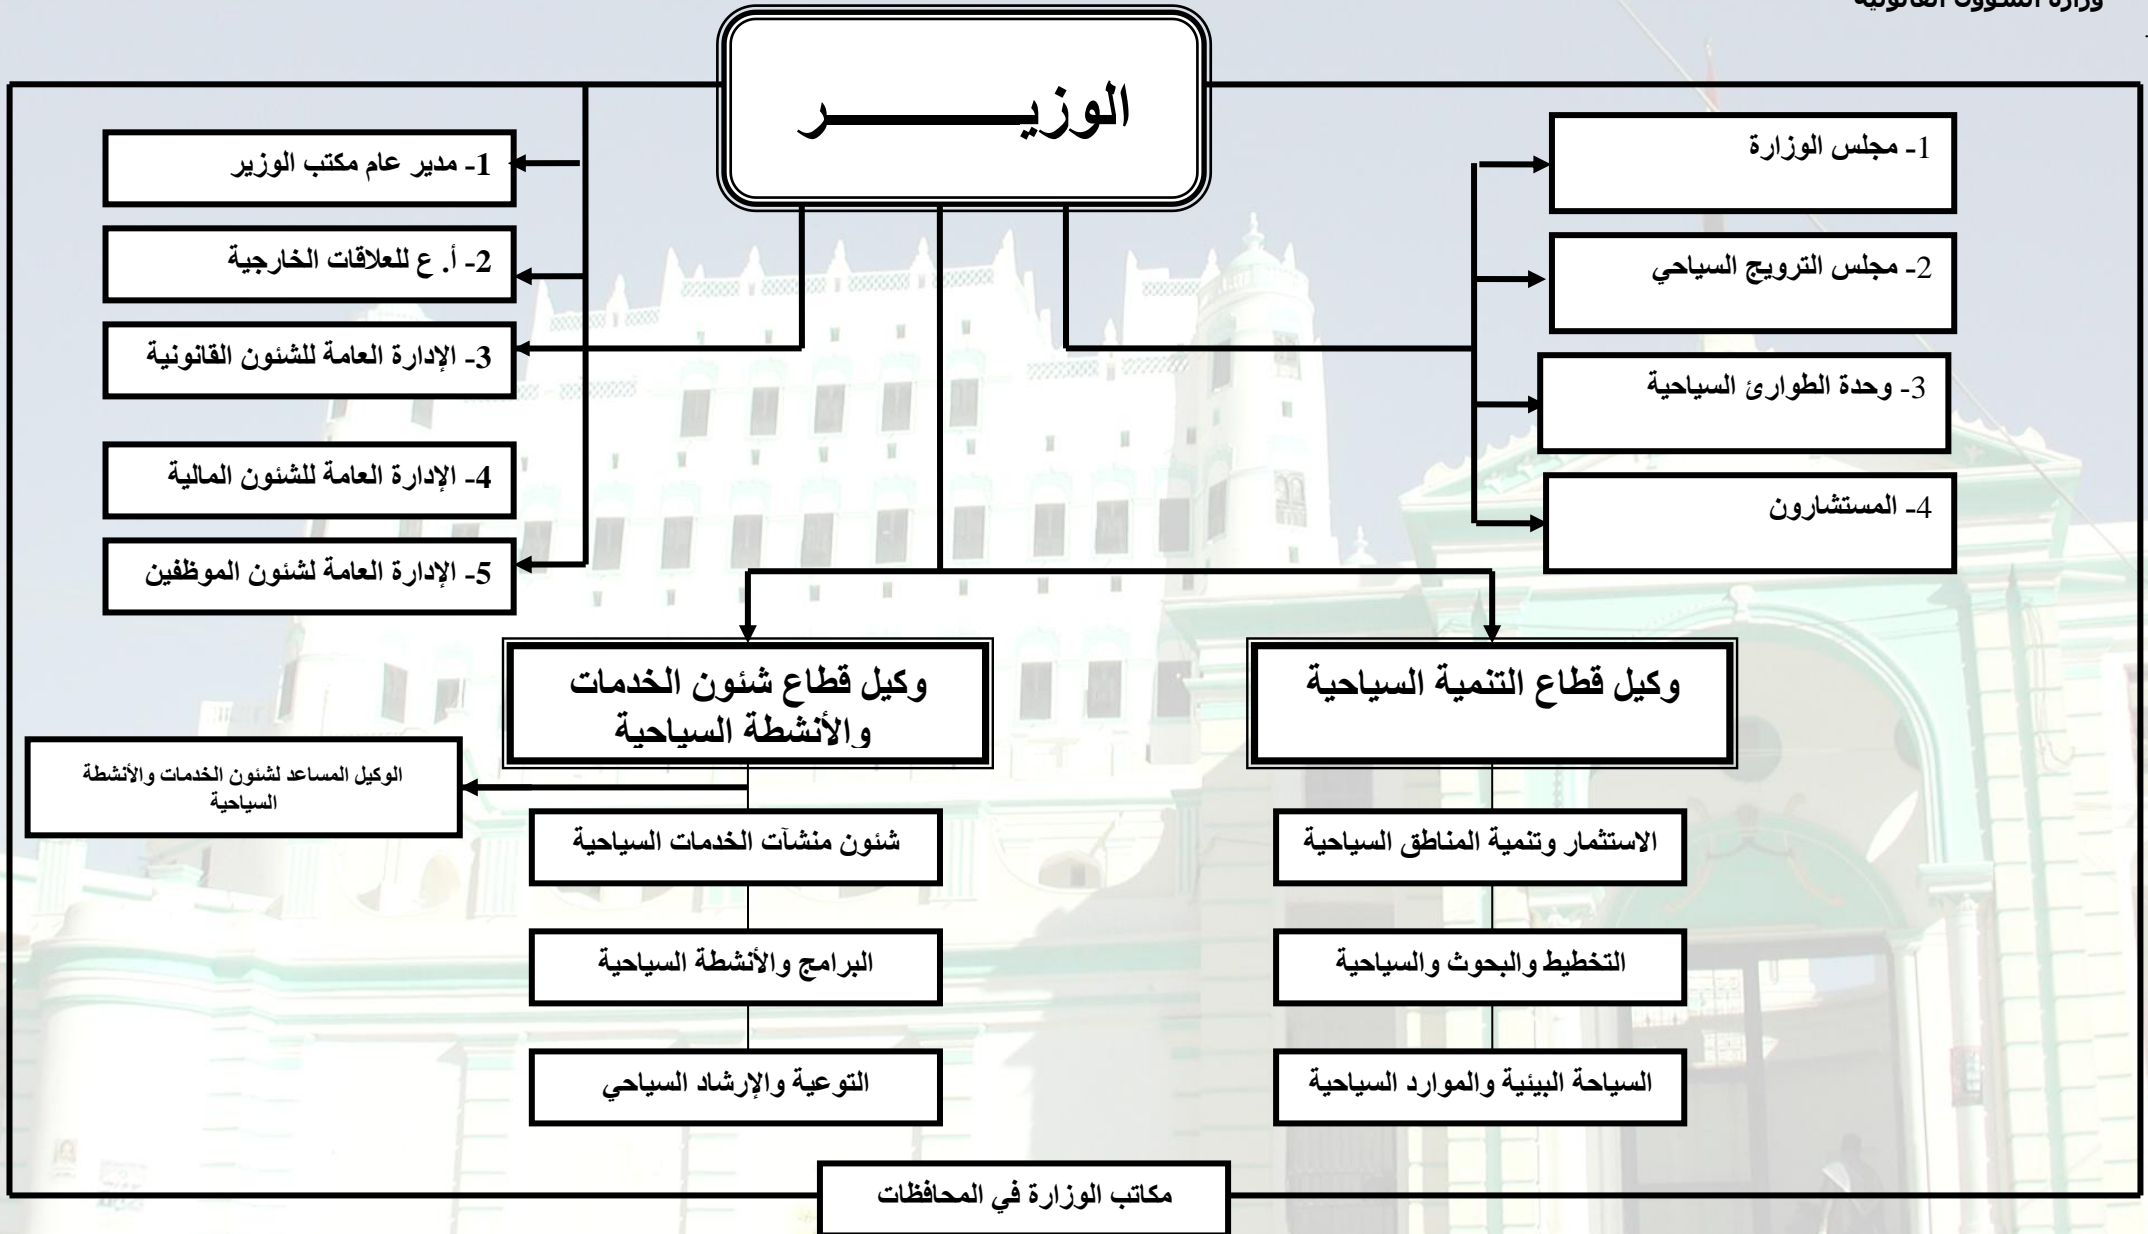 وزارة الشؤون القانونية
الوزيـــــــــر
1- مجلس الوزارة
2- مجلس الترويج السياحي
3- وحدة الطوارئ السياحية
4- المستشارون
1- مدير عام مكتب الوزير
2- أ. ع للعلاقات الخارجية
3- الإدارة العامة للشئون القانونية
4- الإدارة العامة للشئون المالية
5- الإدارة العامة لشئون الموظفين
وكيل قطاع التنمية السياحية
وكيل قطاع شئون الخدمات
والأنشطة السياحية
الوكيل المساعد لشئون الخدمات والأنشطة
السياحية
الاستثمار وتنمية المناطق السياحية
شئون منشآت الخدمات السياحية
التخطيط والبحوث والسياحية
البرامج والأنشطة السياحية
السياحة البيئية والموارد السياحية
التوعية والإرشاد السياحي
مكاتب الوزارة في المحافظات